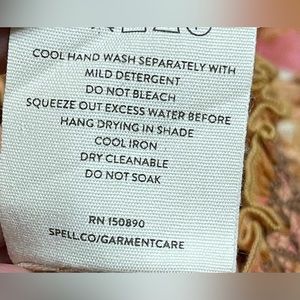 COOL HAND WASH SEPARATELY WITH
MILD DETERGENT
DO NOT BLEACH
SQUEEZE OUT EXCESS WATER BEFORE
HANG DRYING IN SHADE
COOL IRON
DRY CLEANABLE
DO NOT SOAK
RN 150890
SPELL.CO/GARMENTCARE